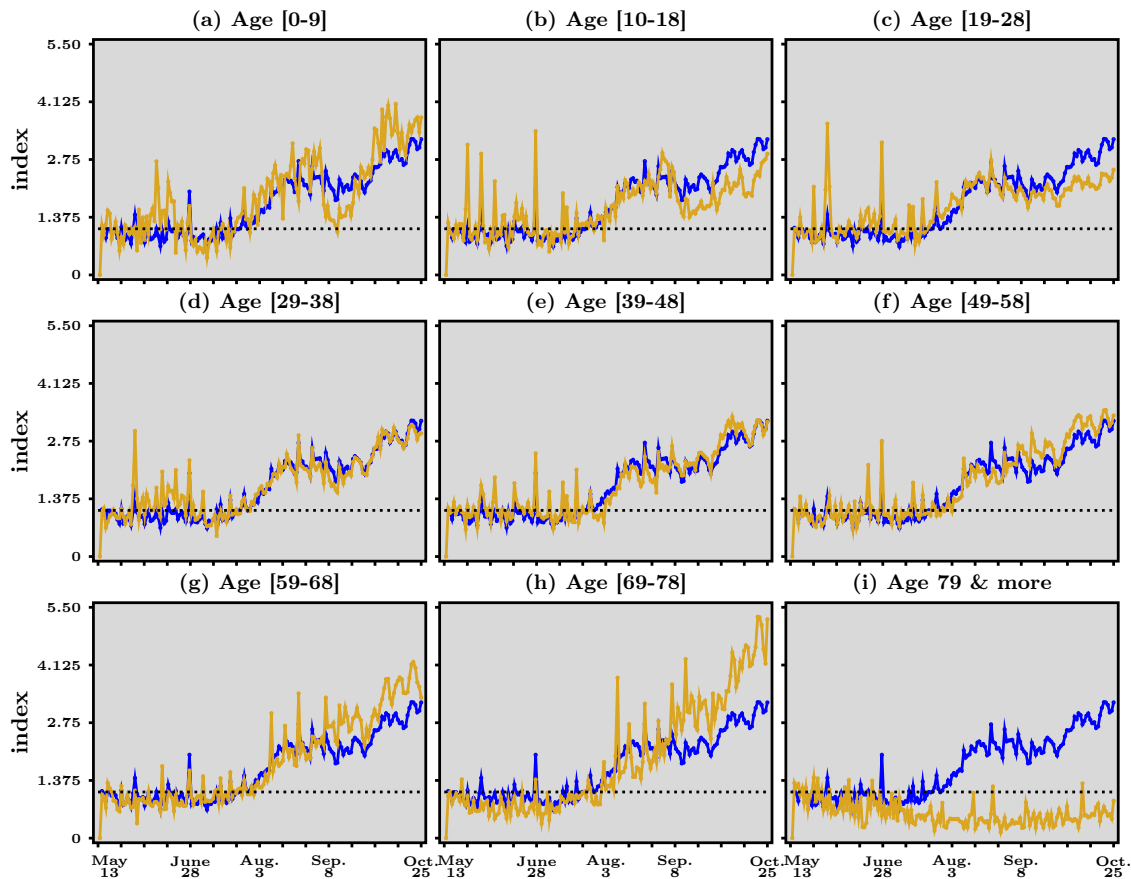 (a) Age [0-9]
(b) Age [10-18]
(c) Age [19-28]
5.50
4.125
2.75
1.375
0
index
(d) Age [29-38]
(e) Age [39-48]
(f) Age [49-58]
5.50
4.125
2.75
1.375
0
index
(g) Age [59-68]
(h) Age [69-78]
(i) Age 79 & more
5.50
4.125
2.75
1.375
0
index
May June Aug. Sep. Oct. May June Aug. Sep. Oct. May June Aug. Sep. Oct.
13 28 3 8 25 13 28 3 8 25 13 28 3 8 25